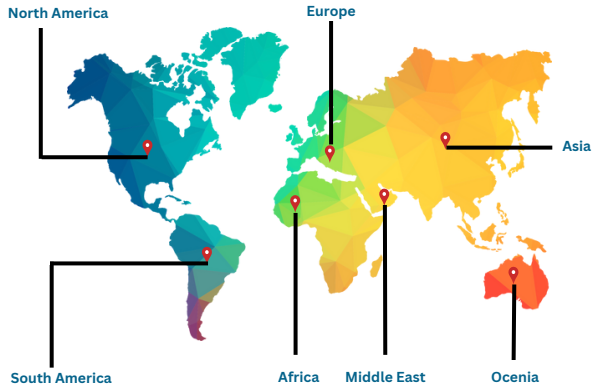 North America
Europe
Asia
South America
Africa
Middle East
Ocenia